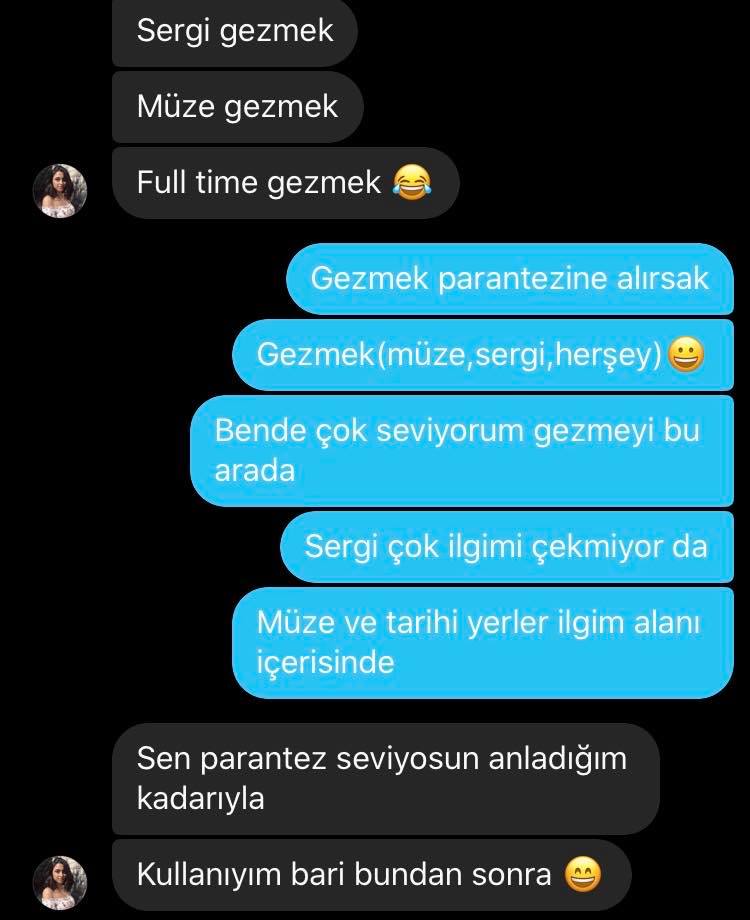 Sergi gezmek
Müze gezmek
Full time gezmek 😂
Gezmek parantezine alırsak
Gezmek(müze,sergi,herşey)😀
Bende çok seviyorum gezmeyi bu
arada
Sergi çok ilgimi çekmiyor da
Müze ve tarihi yerler ilgim alanı
içerisinde
Sen parantez seviyosun anladığım
kadarıyla
Kullanıyım bari bundan sonra 😄